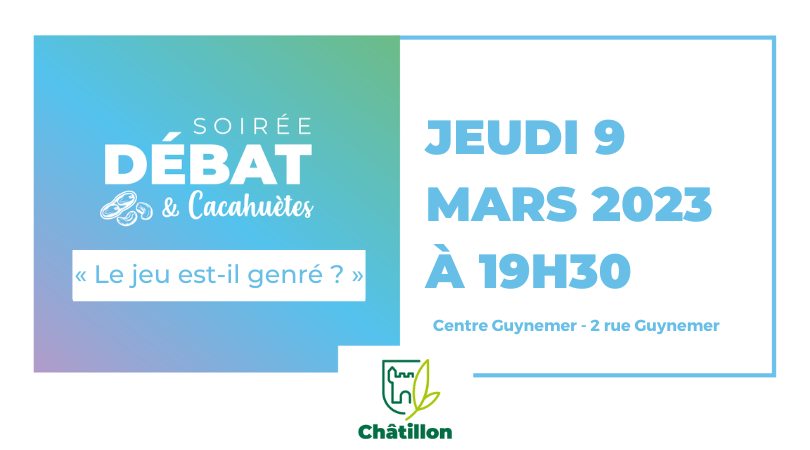 SOIRÉE
DÉBAT
& Cacahuètes
« Le jeu est-il genré ? »
JEUDI 9
MARS 2023
À 19H30
Centre Guynemer - 2 rue Guynemer
Châtillon